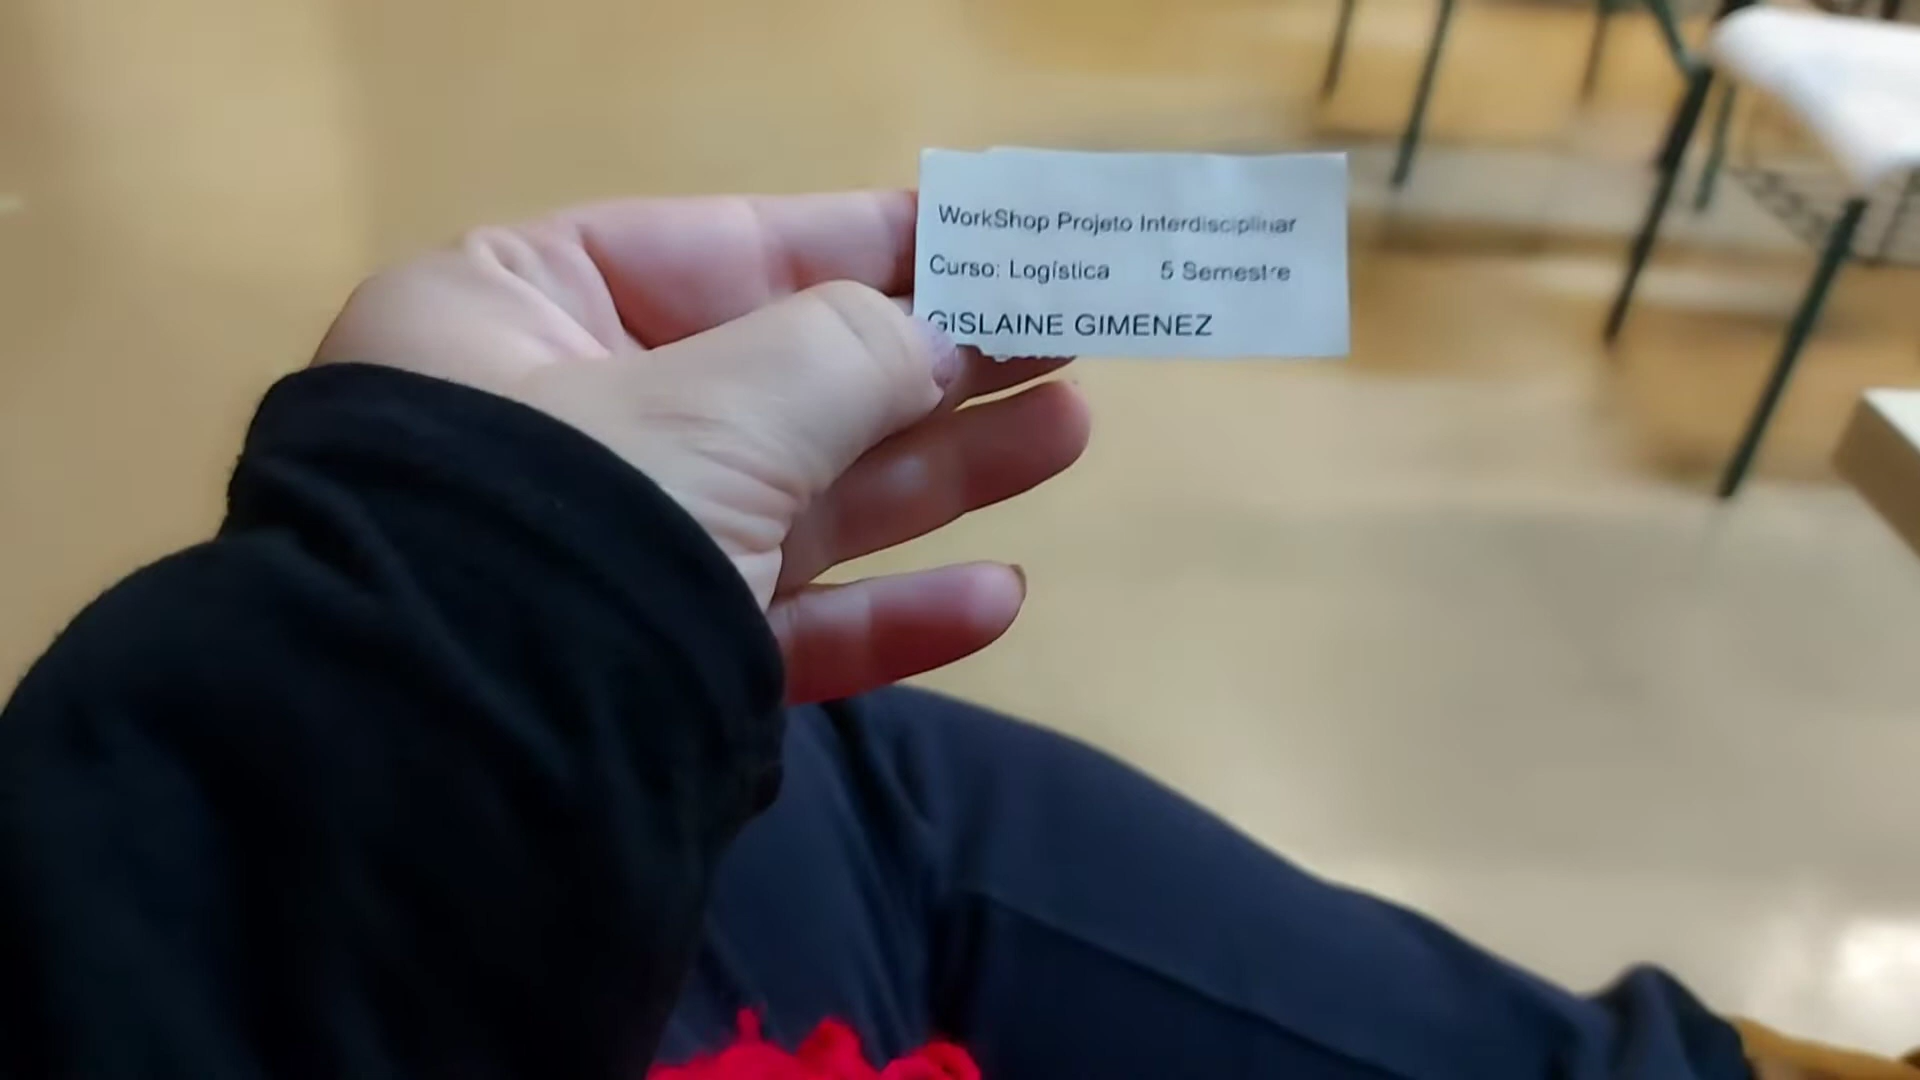 WorkShop Projeto Interdisciplinar
Curso: Logística 5 Semestre
GISLAINE GIMENEZ